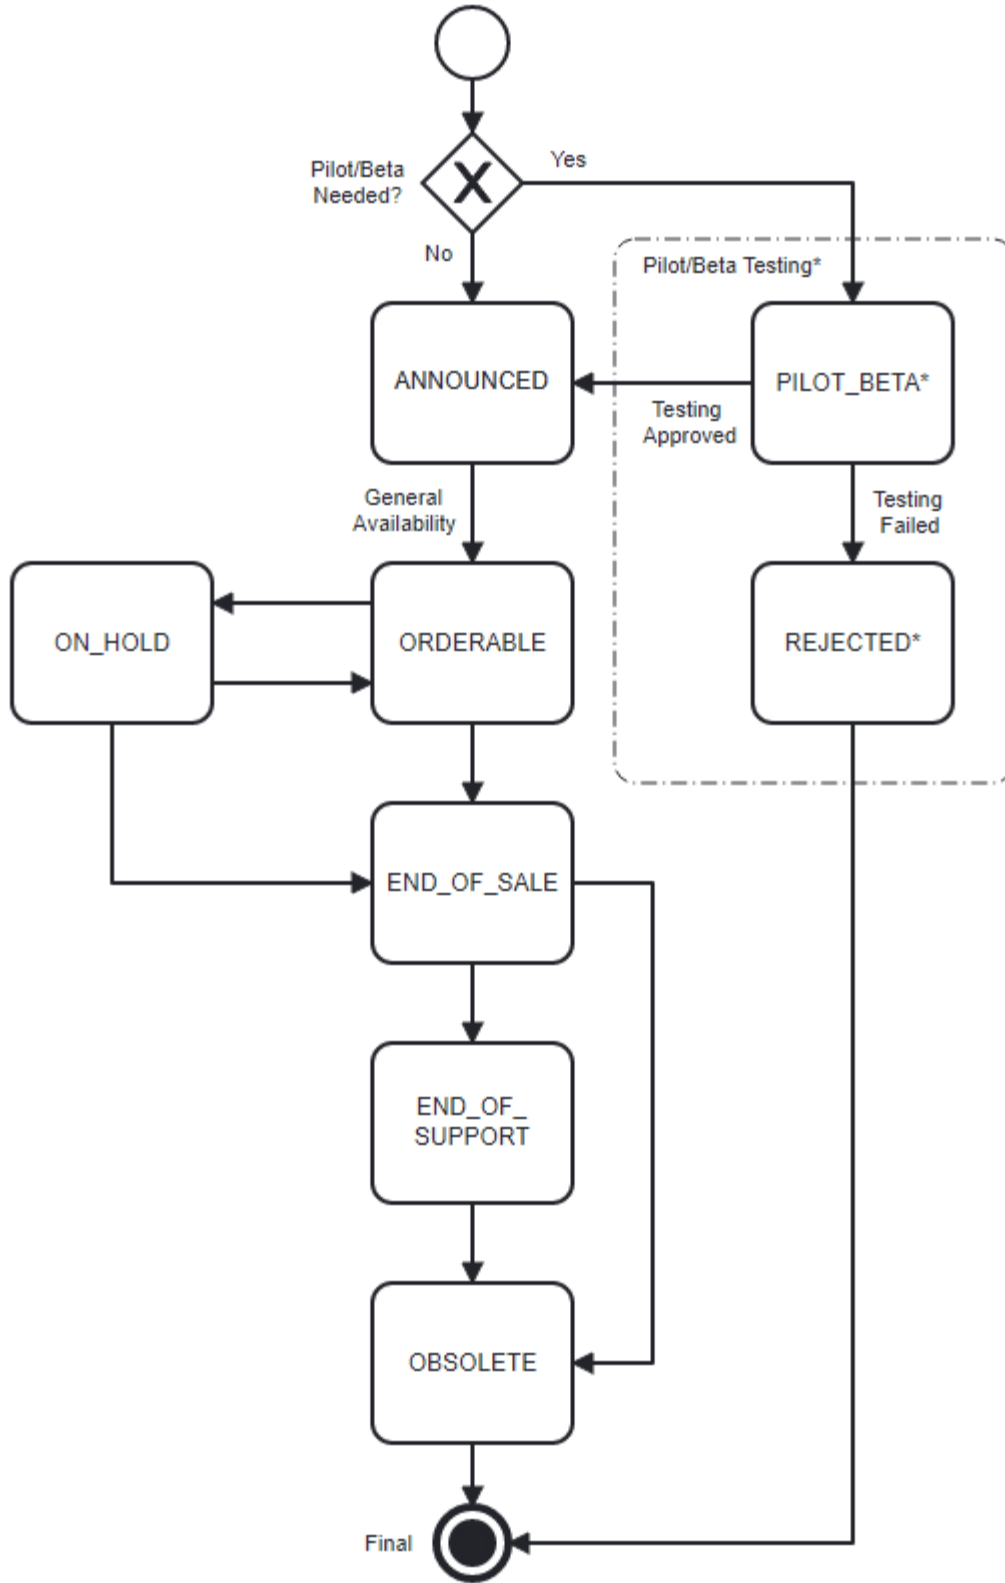 Pilot/Beta
Needed?
Yes
No
Pilot/Beta Testing*
ANNOUNCED
PILOT_BETA*
Testing
Approved
General
Availability
Testing
Failed
ON_HOLD
ORDERABLE
REJECTED*
END_OF_SALE
END_OF_
SUPPORT
OBSOLETE
Final